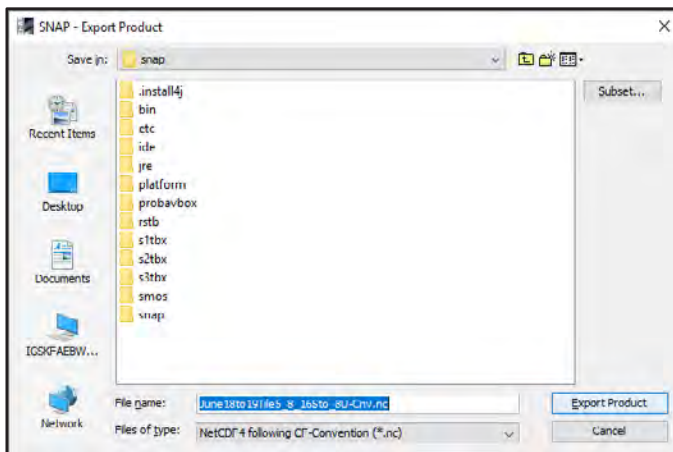 SNAP - Export Product
Save in: snap
.install4j
bin
etc
ide
jre
platform
probavbox
rstb
s1tbx
s2tbx
s3tbx
smos
snap
Subset...
Recent Items
Desktop
Documents
IGSKFAEBW...
Network
File name:
Export Product
Files of type: NetCDF4 following CF-Convention (*.nc)
Cancel